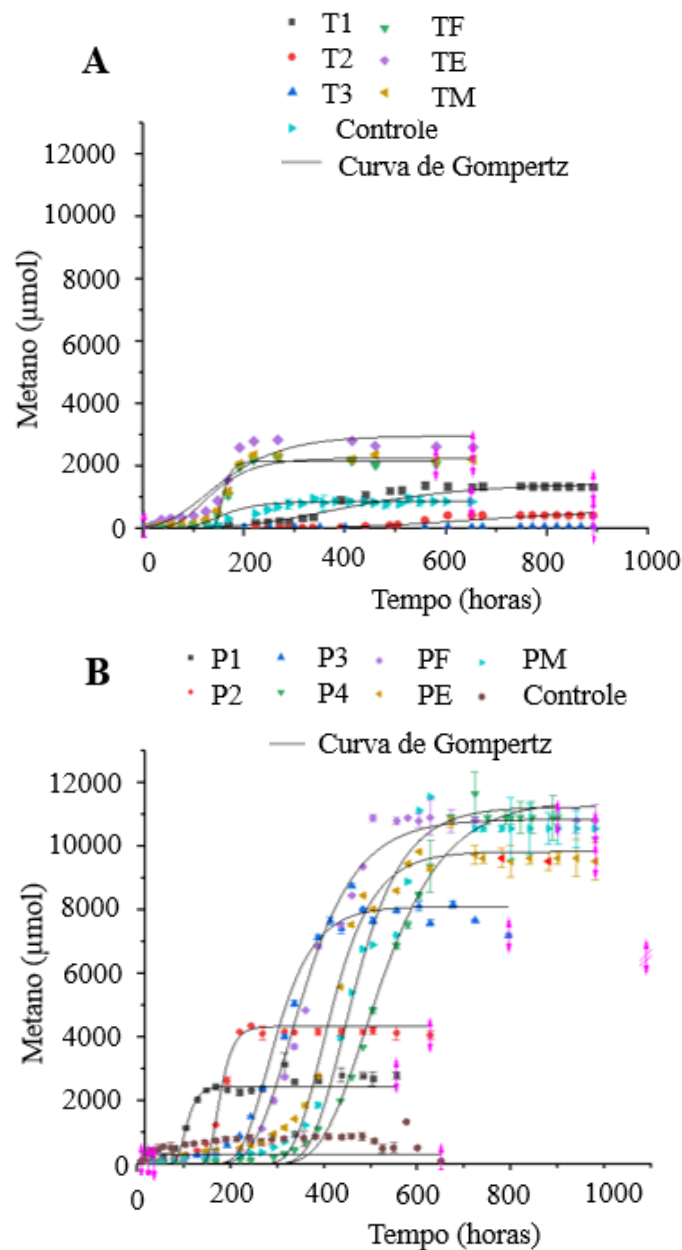 T1 TF
A T2 TE
T3 TM
Controle
Curva de Gompertz
12000
10000
8000
6000
4000
2000
0
Metano (µmol)
0 200 400 600 800 1000
Tempo (horas)
B P1 P3 PF PM
P2 P4 PE Controle
Curva de Gompertz
12000
10000
8000
6000
4000
2000
0
Metano (µmol)
0 200 400 600 800 1000
Tempo (horas)